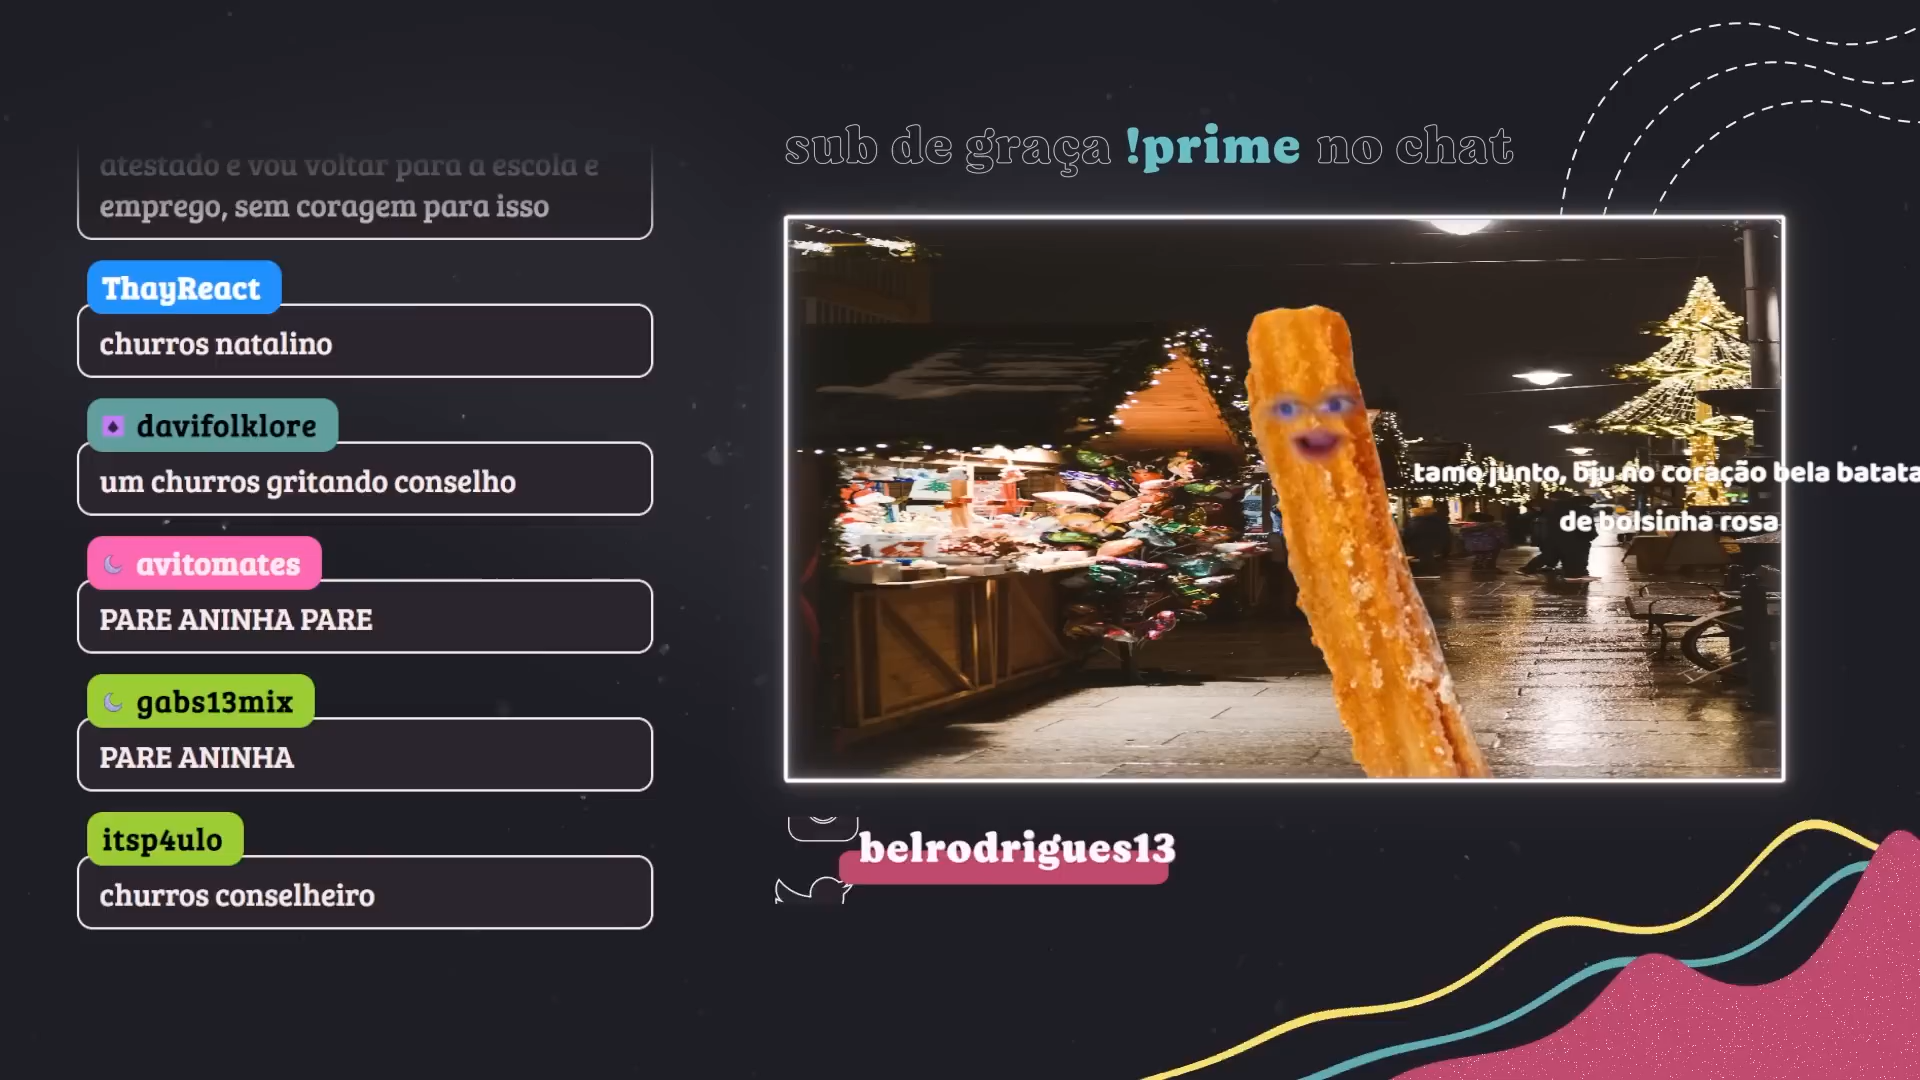 atestado e vou voltar para a escola e
emprego, sem coragem para isso
ThayReact
churros natalino
davifolklore
um churros gritando conselho
avitomates
PARE ANINHA PARE
gabs13mix
PARE ANINHA
itsp4ulo
churros conselheiro
sub de graça !prime no chat
tamo junto, bju no coração bela batata
de bolsinha rosa
belrodrigues13